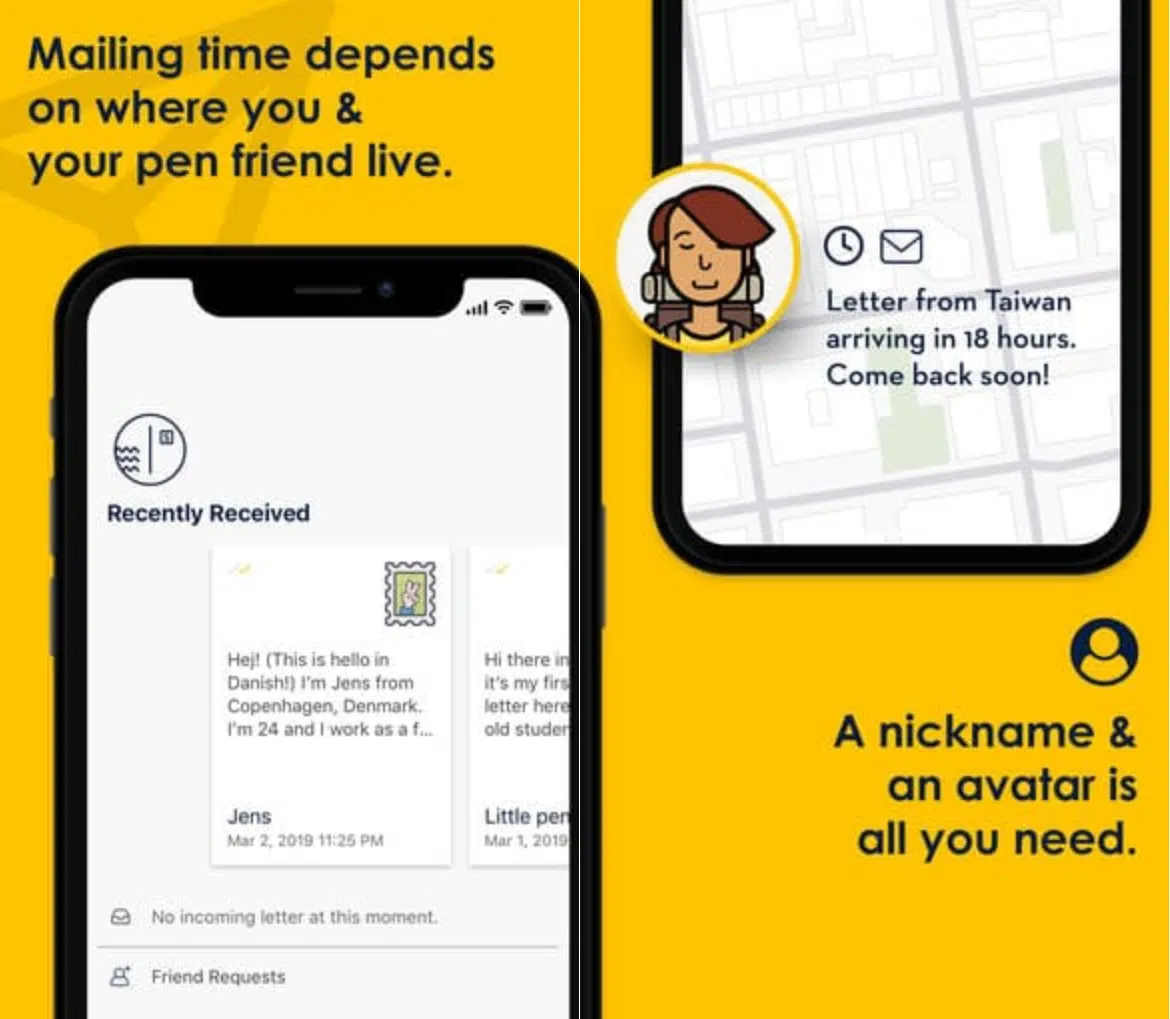 Mailing time depends
on where you &
your pen friend live.
Recently Received
Hej! (This is hello in
Danish!) I'm Jens from
Copenhagen, Denmark.
I'm 24 and I work as a f...
Jens
Mar 2, 2019 11:25 PM
Hi there in
it's my firs
letter here
old studen
Little pen
Mar 1, 2019
No incoming letter at this moment.
Friend Requests
Letter from Taiwan
arriving in 18 hours.
Come back soon!
A nickname &
an avatar is
all you need.